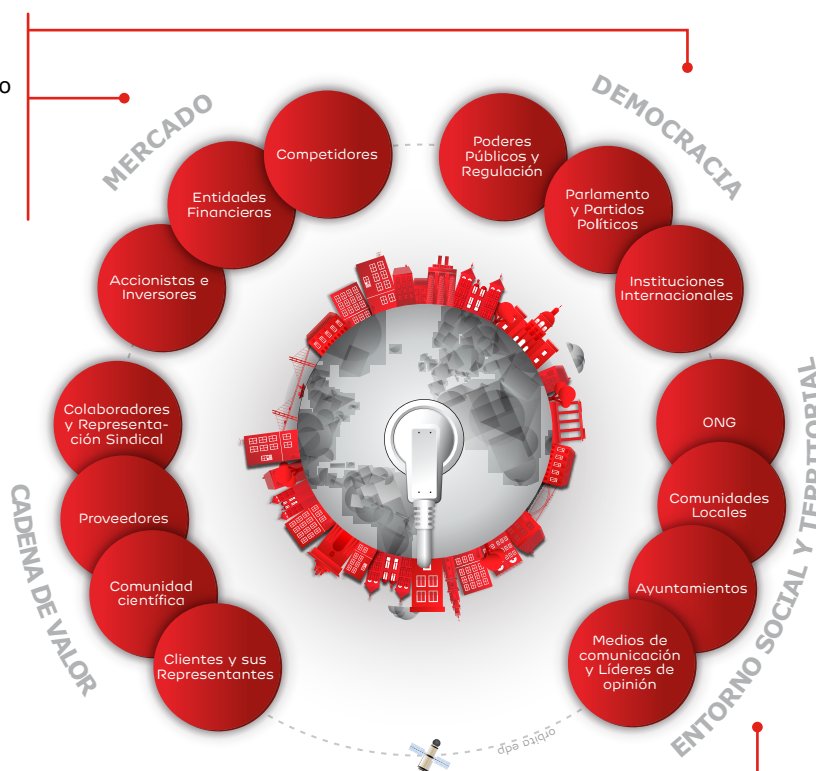 o
MERCADO
Competidores
Entidades
Financieras
Accionistas e
Inversores
DEMOCRACIA
Poderes
Públicos y
Regulación
Parlamento
y Partidos
Políticos
Instituciones
Internacionales
CADENA DE VALOR
Colaboradores
y Representa-
ción Sindical
Proveedores
Comunidad
científica
Clientes y sus
Representantes
ENTORNO SOCIAL Y TERRITORIAL
ONG
Comunidades
Locales
Ayuntamientos
Medios de
comunicación
y Líderes de
opinión
orbita edp